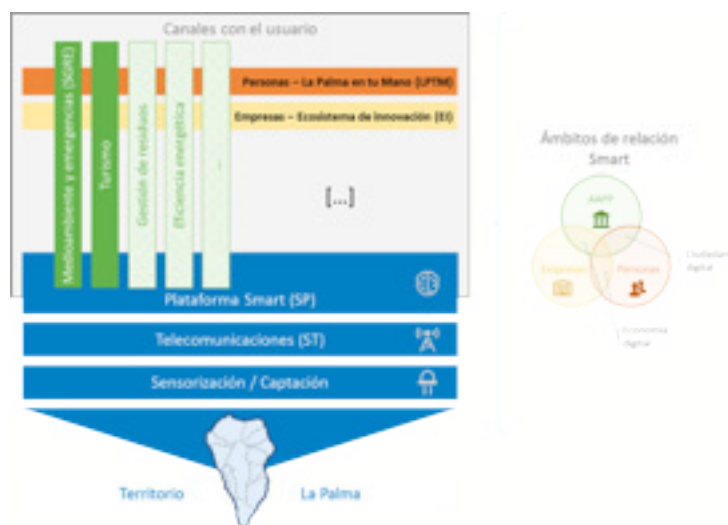 Canales con el usuario
Medioambiente y emergencias (SGRE)
Turismo
Gestión de residuos
Eficiencia energética
...
Personas – La Palma en tu Mano (LPTM)
Empresas – Ecosistema de innovación (EI)
[...]
Plataforma Smart (SP)
Telecomunicaciones (ST)
Sensorización / Captación
Territorio
La Palma
Ámbitos de relación
Smart
AAPP
Empresas
Personas
Ciudadano
digital
Economía
digital